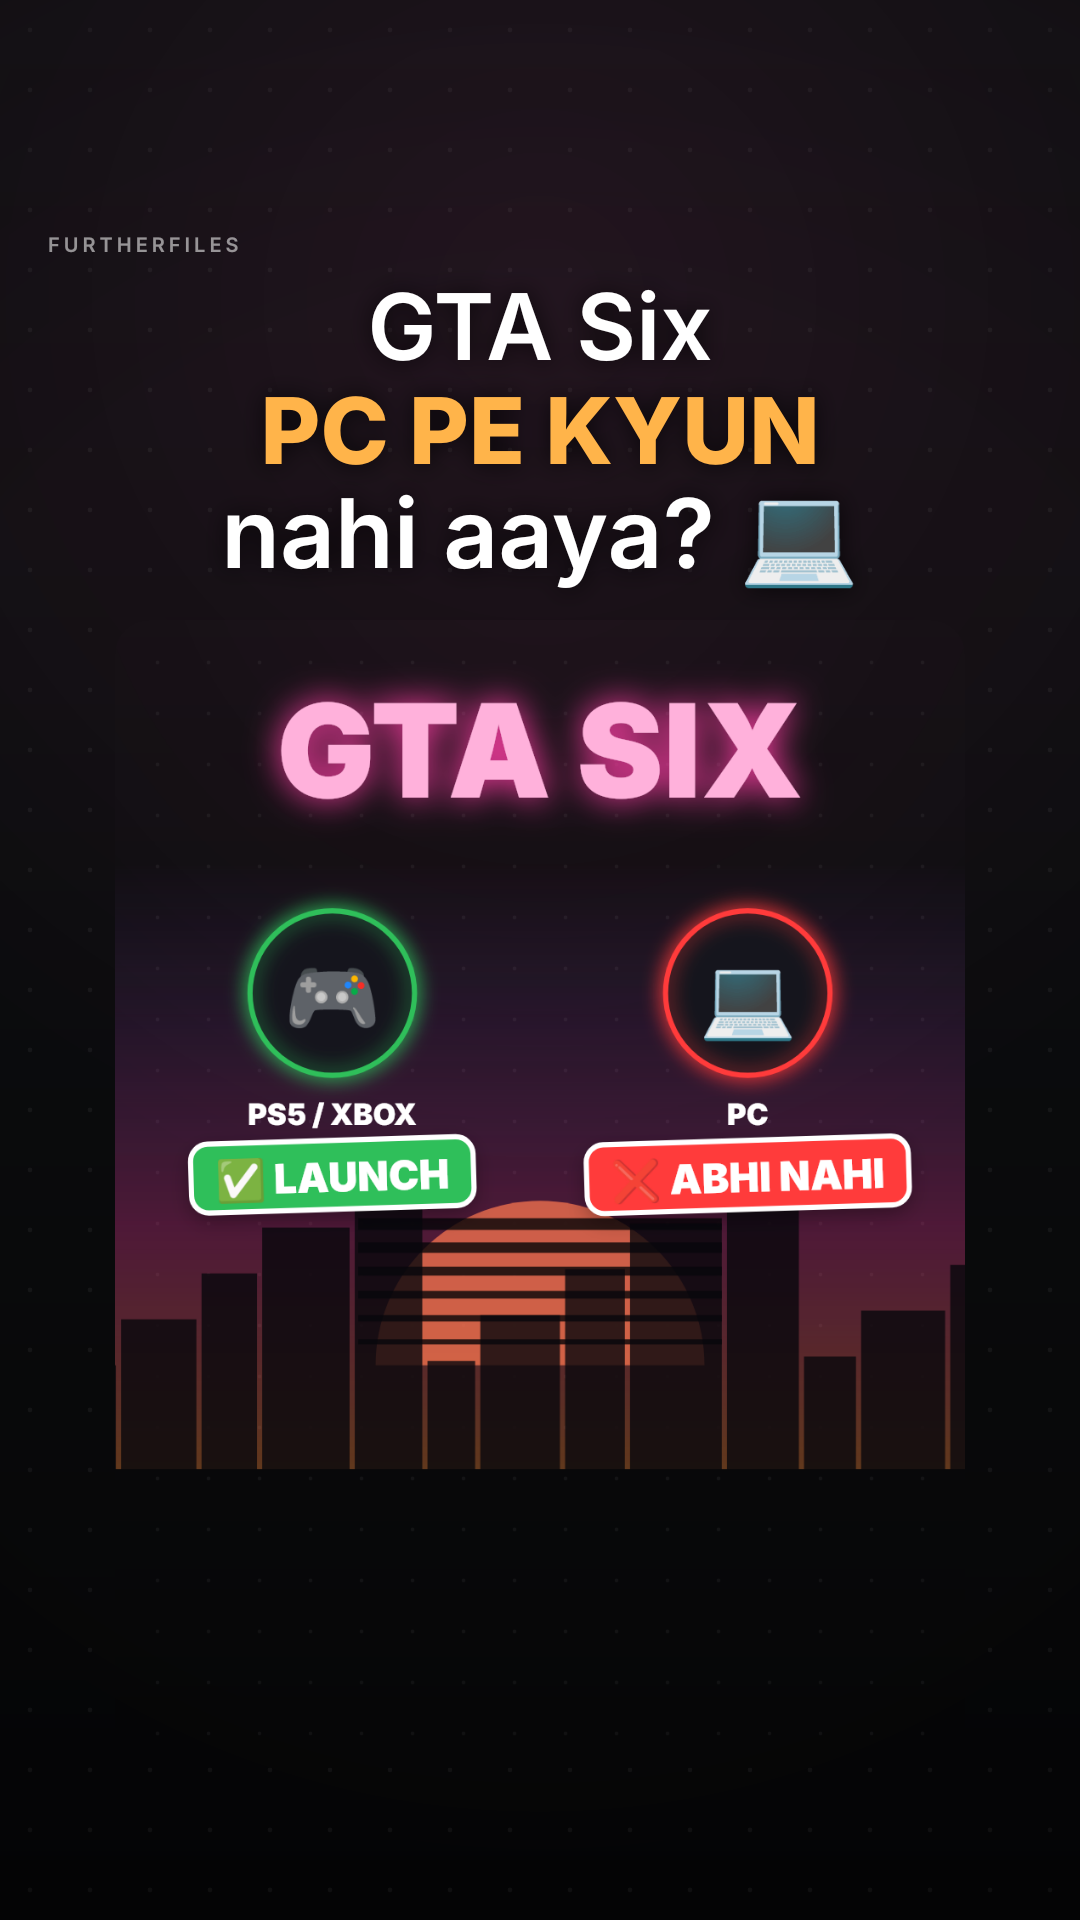 FURTHERFILES
GTA Six
PC PE KYUN
nahi aaya? 💻
GTA SIX
PS5 / XBOX
PC
✅ LAUNCH
❌ ABHI NAHI